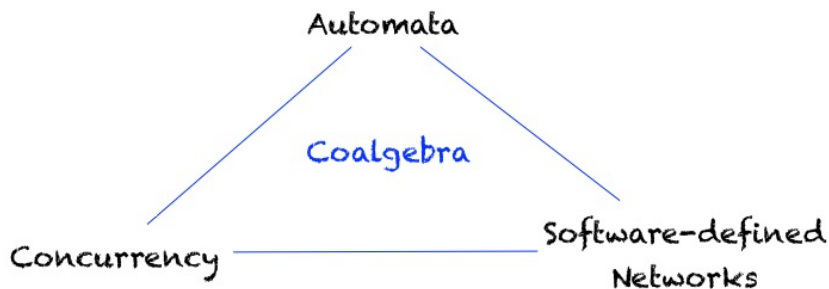 Automata
Coalgebra
Concurrency
Software-defined
Networks